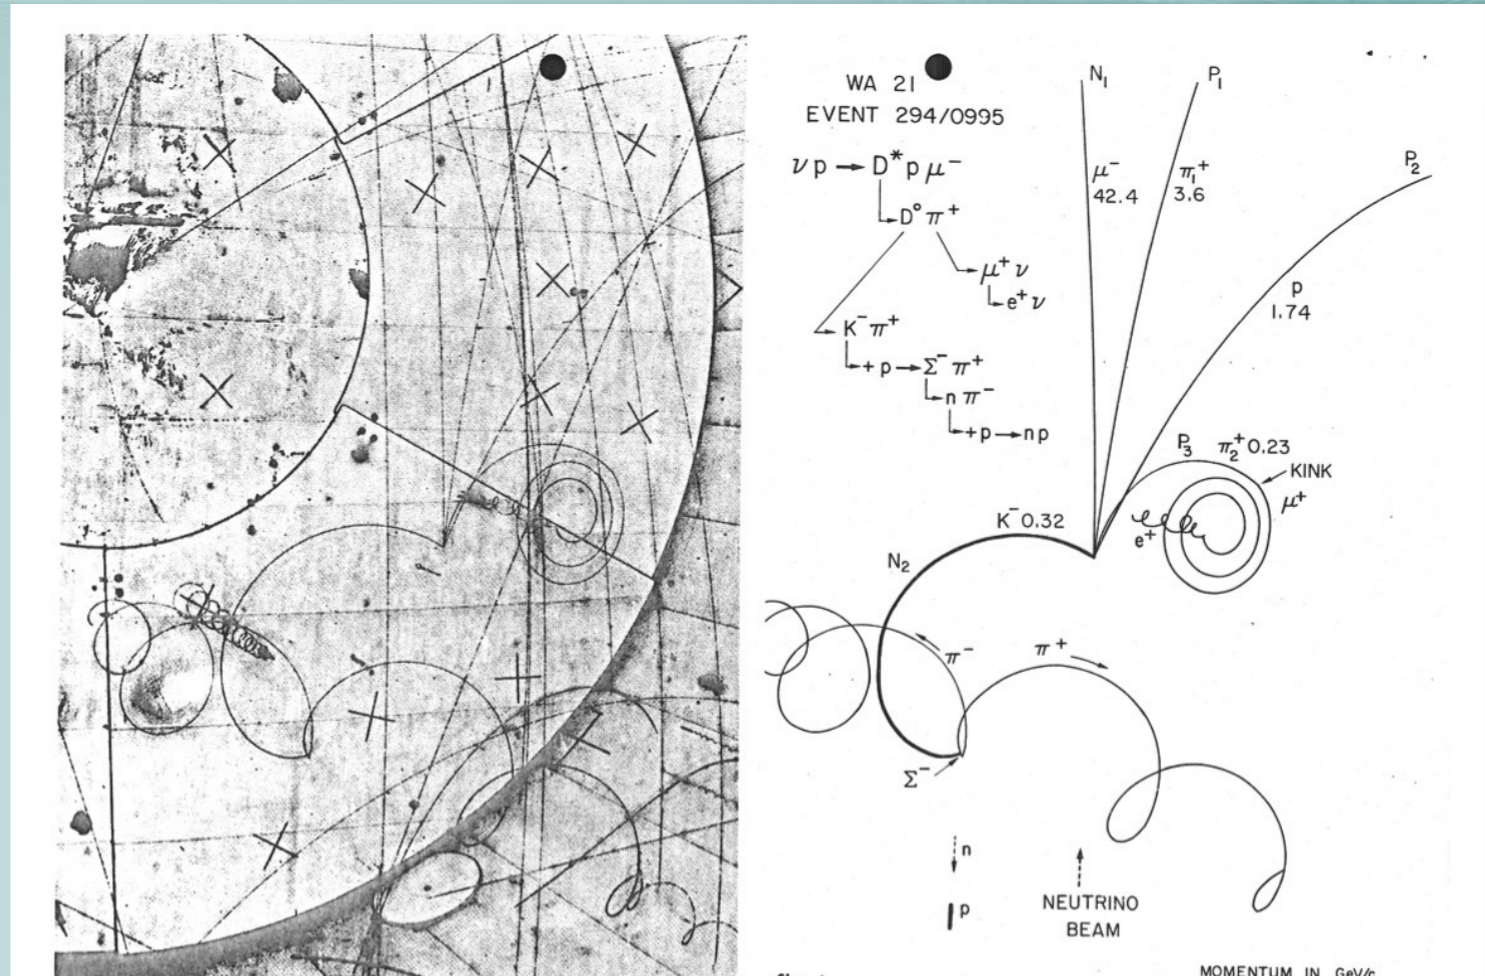 WA 21
EVENT 294/0995
ν p → D* p μ⁻
D° π⁺
μ⁺ ν
e⁺ ν
K⁻ π⁺
+ p → Σ⁻ π⁺
n π⁻
+ p → n p
N₁
P₁
P₂
μ⁻
42.4
π₁⁺
3.6
p
1.74
P₃ π₂⁺ 0.23
KINK
μ⁺
e⁺
K⁻ 0.32
N₂
π⁻
π⁺
Σ⁻
n
p
NEUTRINO
BEAM
MOMENTUM IN GeV/c